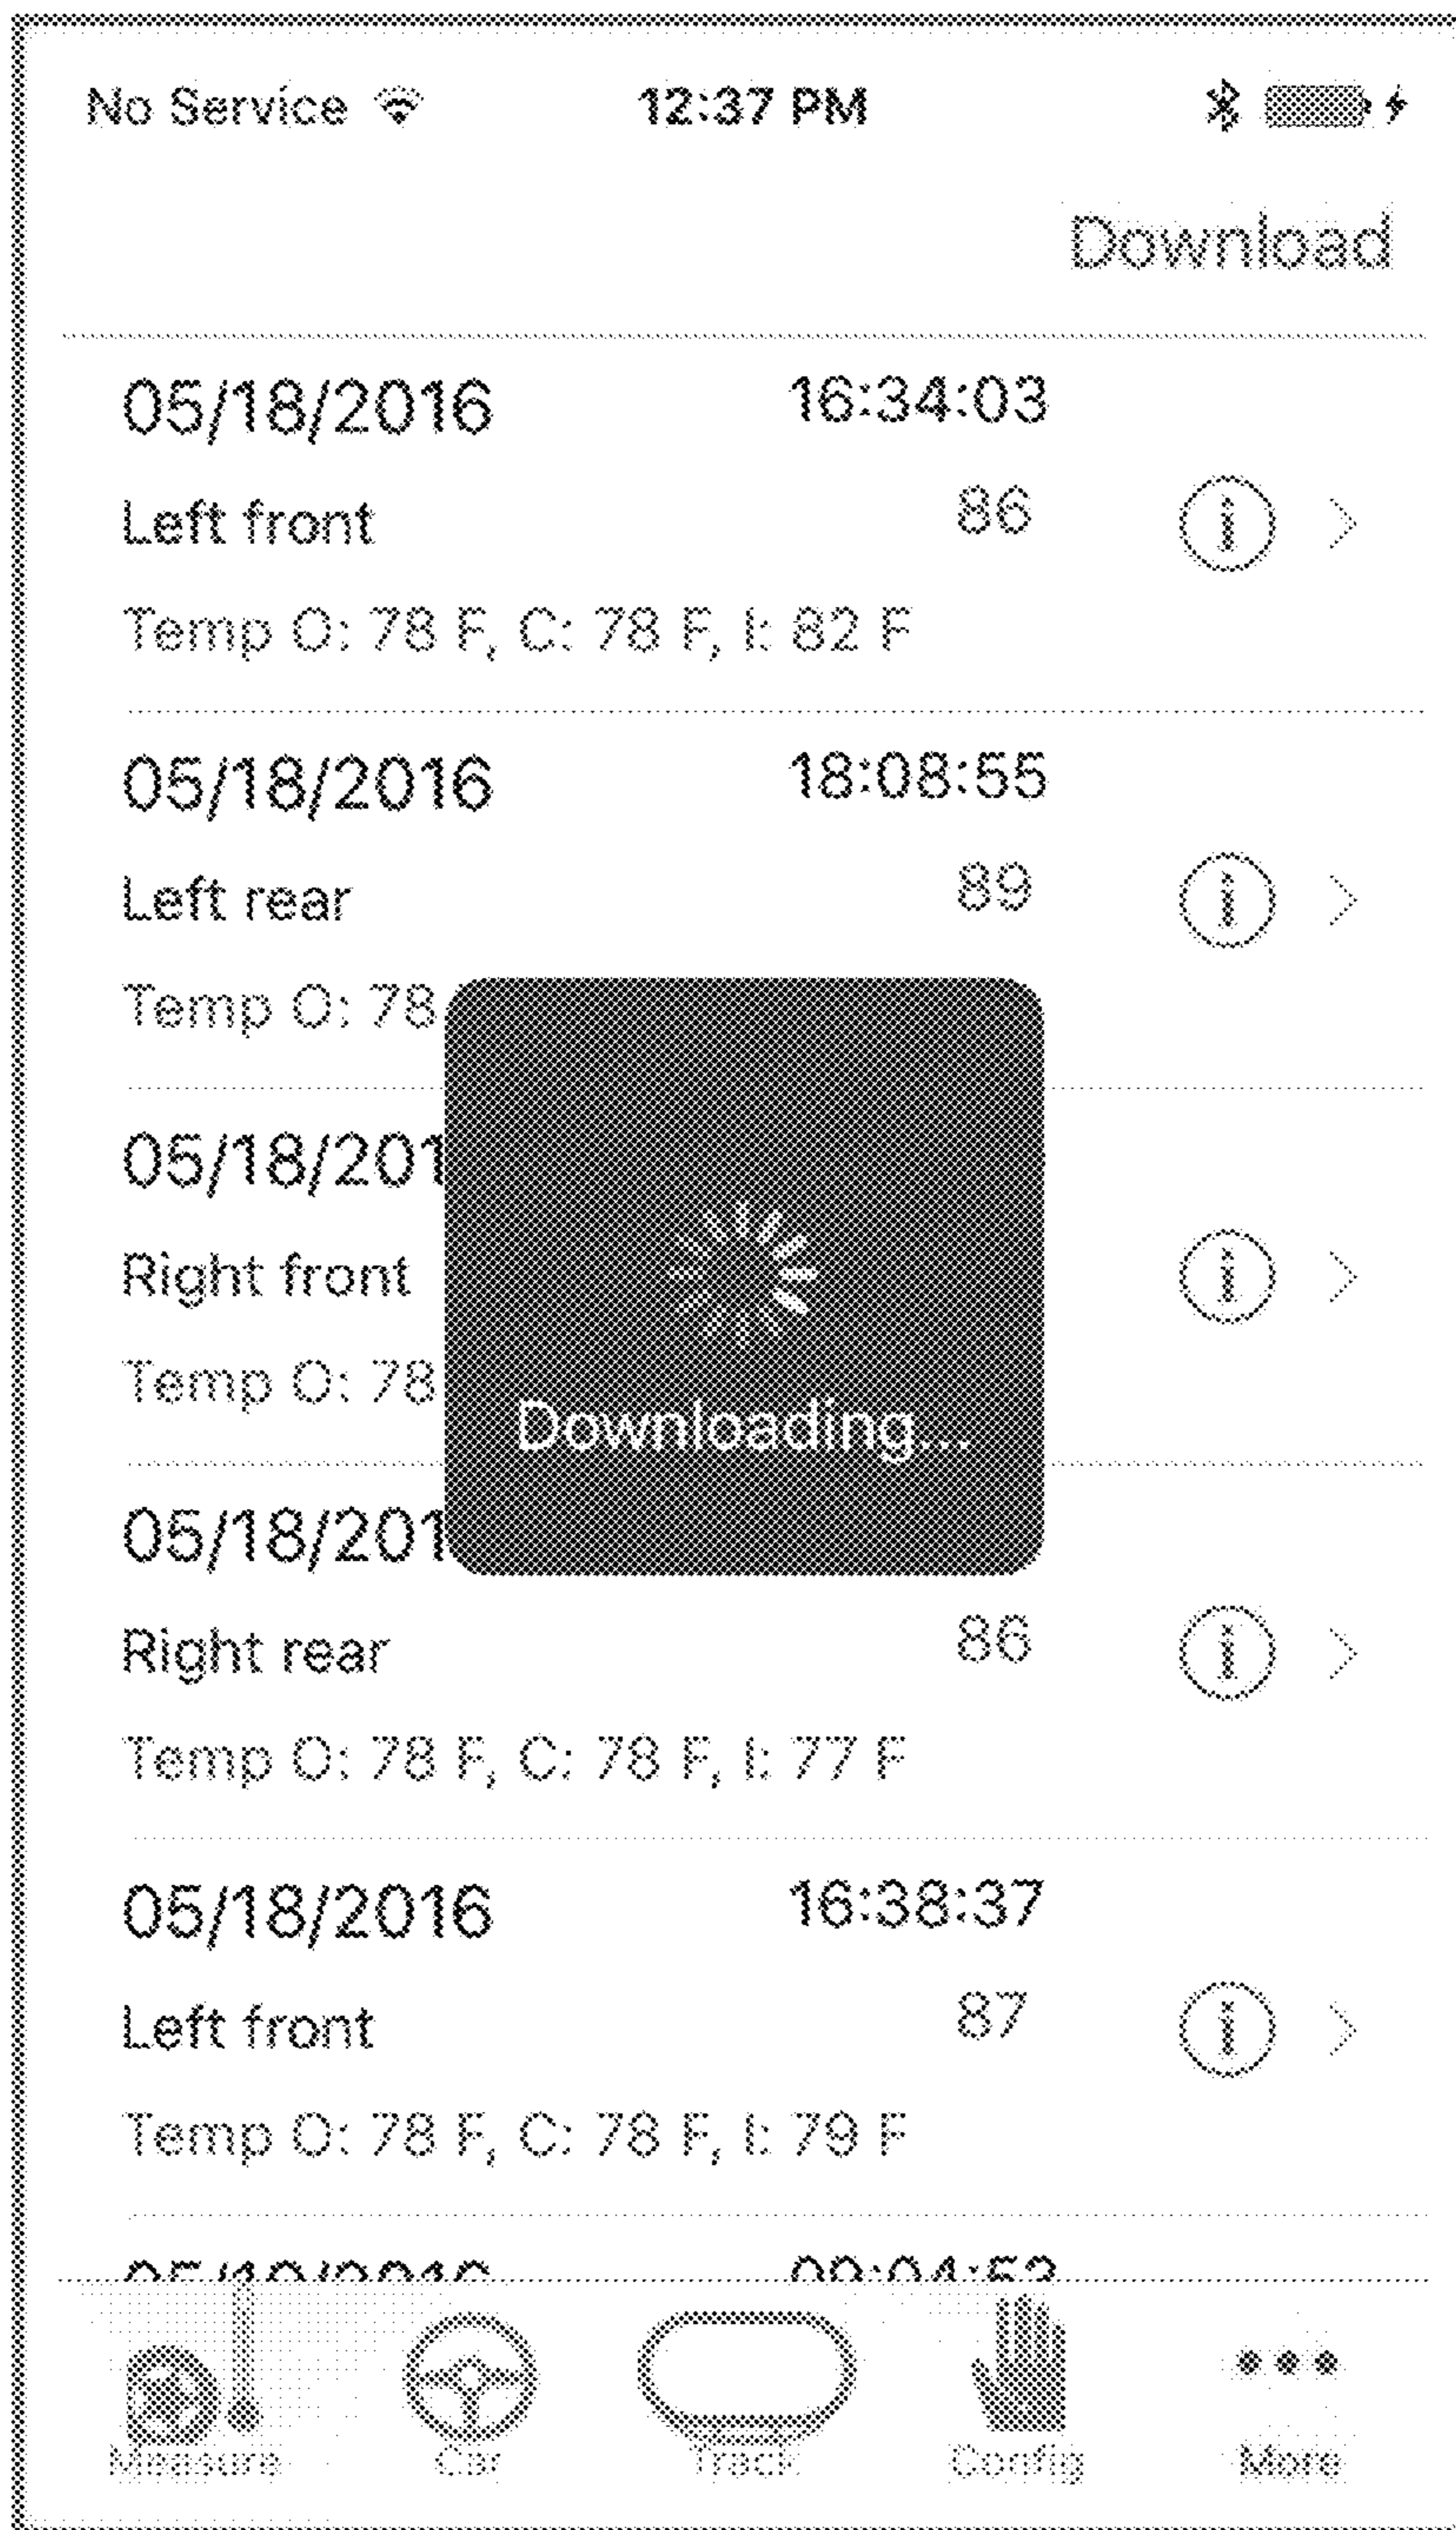 No Service 12:37 PM
Download
05/18/2016 16:34:03
Left front 86
Temp O: 78 F, C: 78 F, I: 82 F
05/18/2016 18:08:55
Left rear 89
Temp O: 78
05/18/201
Right front
Temp O: 78
Downloading...
05/18/201
Right rear 86
Temp O: 78 F, C: 78 F, I: 77 F
05/18/2016 16:38:37
Left front 87
Temp O: 78 F, C: 78 F, I: 79 F
Measure Car Track Config More